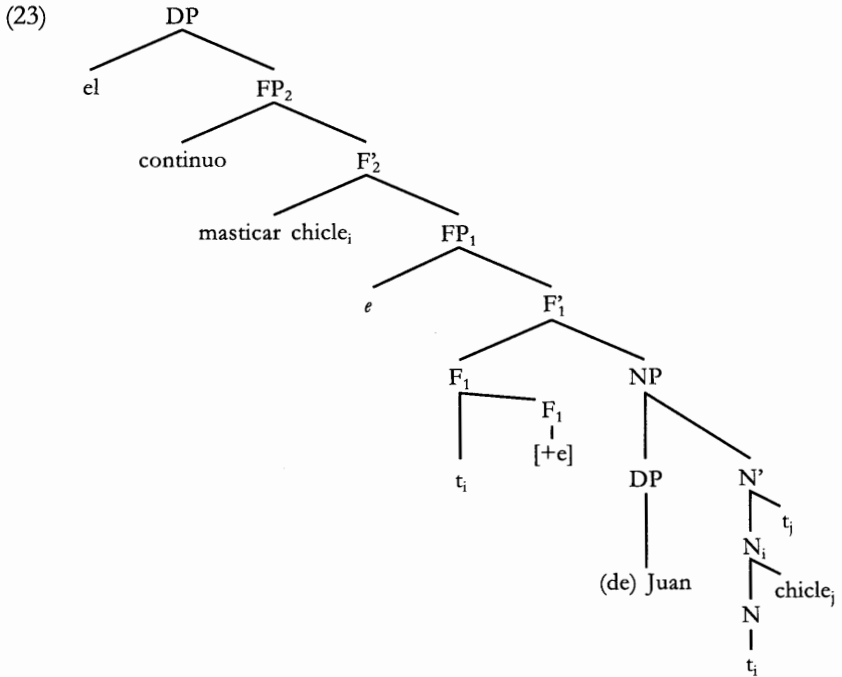 (23) DP
el FP₂
continuo F'₂
masticar chicleᵢ FP₁
e F'₁
F₁ NP
F₁
[+e]
tᵢ DP N'
tⱼ
Nᵢ
(de) Juan chicleⱼ
N
tᵢ